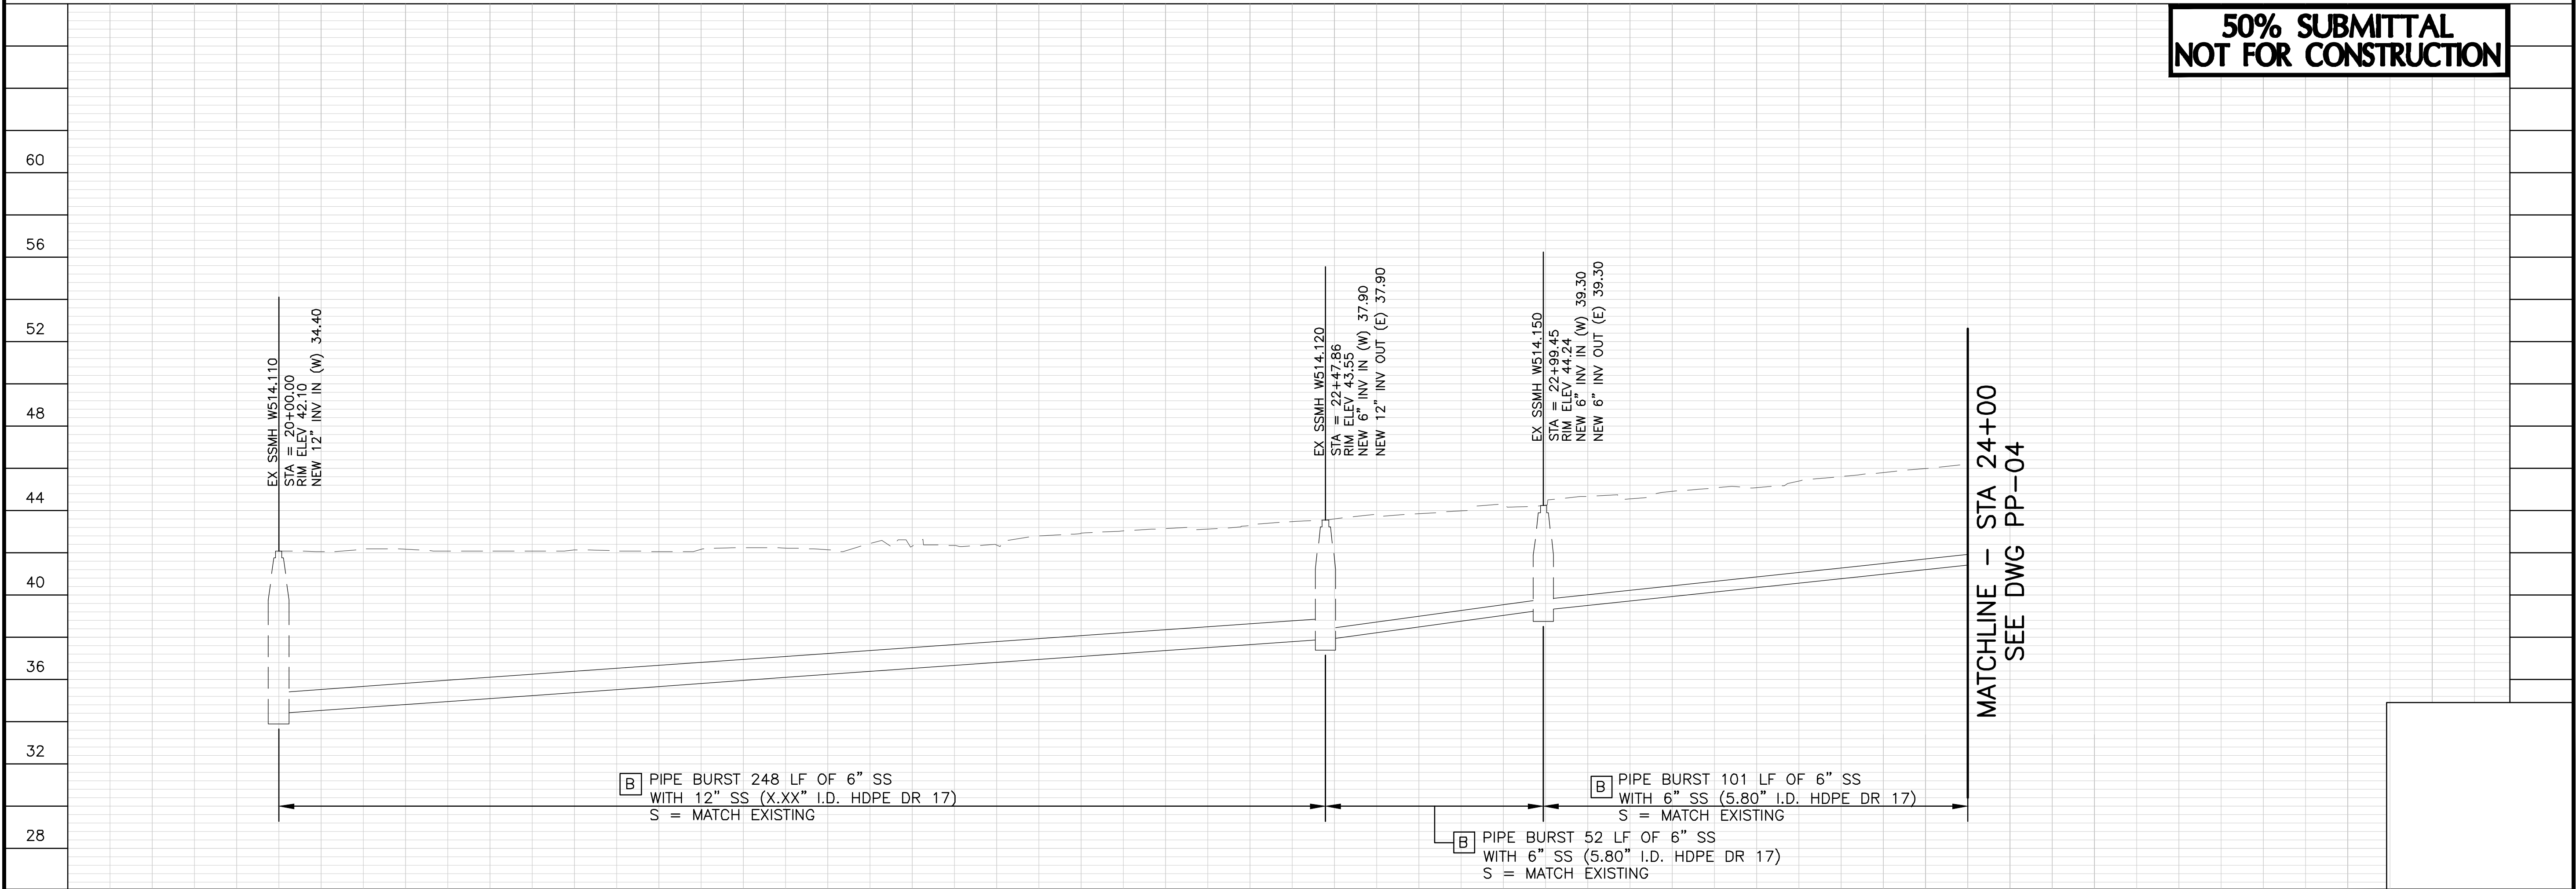 50% SUBMITTAL
NOT FOR CONSTRUCTION
60
56
52
48
44
40
36
32
28
EX SSMH W514.110
STA = 20+00.00
RIM ELEV 42.10
NEW 12" INV IN (W) 34.40
EX SSMH W514.120
STA = 22+47.86
RIM ELEV 43.55
NEW 6" INV IN (W) 37.90
NEW 12" INV OUT (E) 37.90
EX SSMH W514.150
STA = 22+99.45
RIM ELEV 44.24
NEW 6" INV IN (W) 39.30
NEW 6" INV OUT (E) 39.30
MATCHLINE - STA 24+00
SEE DWG PP-04
B PIPE BURST 248 LF OF 6" SS
WITH 12" SS (X.XX" I.D. HDPE DR 17)
S = MATCH EXISTING
B PIPE BURST 101 LF OF 6" SS
WITH 6" SS (5.80" I.D. HDPE DR 17)
S = MATCH EXISTING
B PIPE BURST 52 LF OF 6" SS
WITH 6" SS (5.80" I.D. HDPE DR 17)
S = MATCH EXISTING